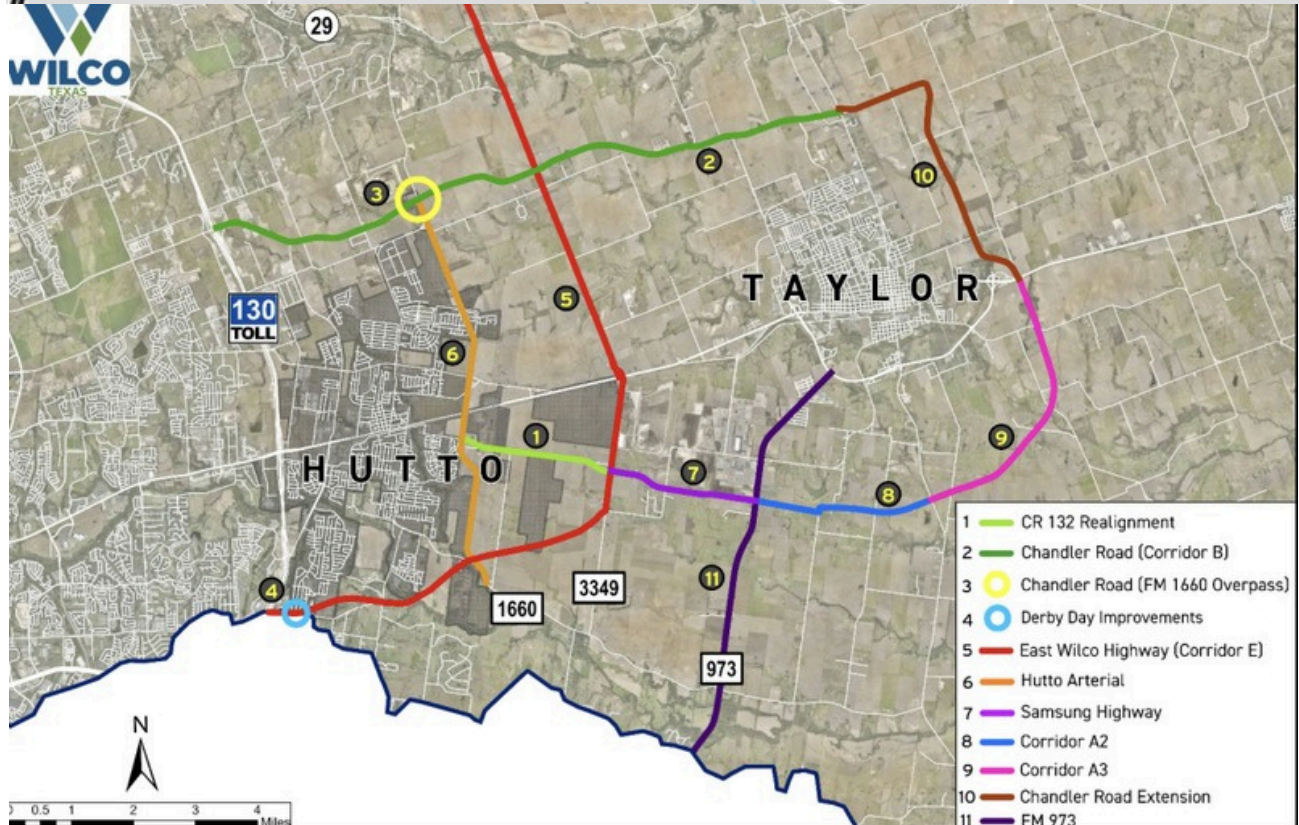 WILCO
TEXAS
29
3
2
10
130
TOLL
TAYLOR
5
6
1
HUTTO
9
7
8
4
11
1660
3349
973
N
0.5 1 2 3 4
Miles
1 CR 132 Realignment
2 Chandler Road (Corridor B)
3 Chandler Road (FM 1660 Overpass)
4 Derby Day Improvements
5 East Wilco Highway (Corridor E)
6 Hutto Arterial
7 Samsung Highway
8 Corridor A2
9 Corridor A3
10 Chandler Road Extension
11 FM 973